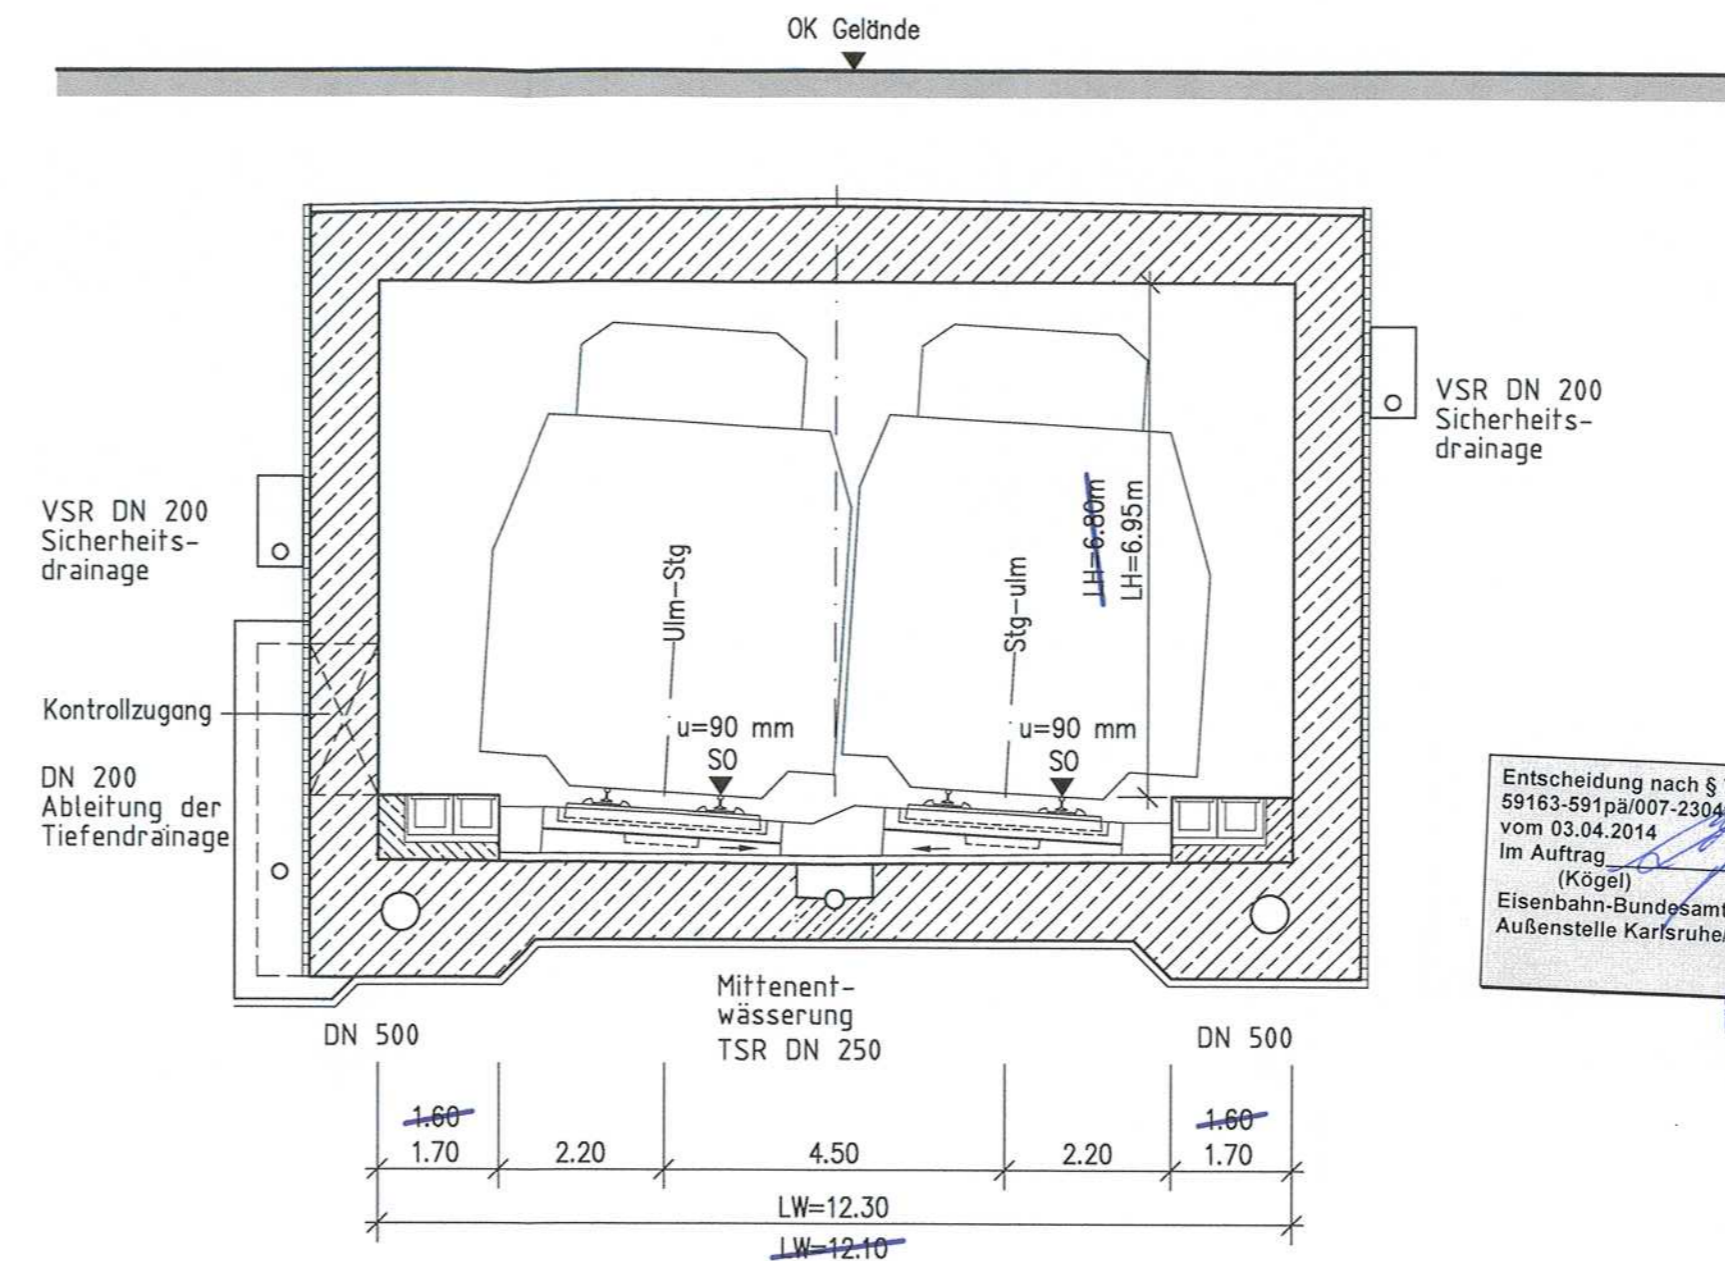 OK Gelände
VSR DN 200
Sicherheits-
drainage
VSR DN 200
Sicherheits-
drainage
Ulm-Stg
Stg-ulm
LH=6.80m
LH=6.95m
Kontrollzugang
u=90 mm
SO
u=90 mm
SO
DN 200
Ableitung der
Tiefendrainage
Entscheidung nach §
59163-591pä/007-2304
vom 03.04.2014
Im Auftrag
(Kögel)
Eisenbahn-Bundesamt
Außenstelle Karlsruhe/
Mittenent-
wässerung
TSR DN 250
DN 500
DN 500
1.60
1.60
1.70
2.20
4.50
2.20
1.70
LW=12.30
LW=12.10